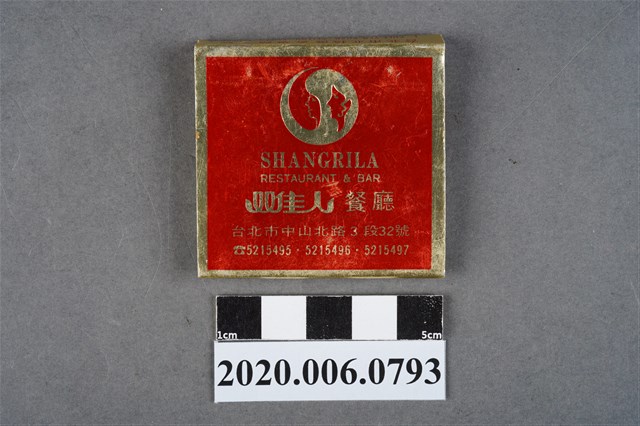 SHANGRILA
RESTAURANT & BAR
双佳人 餐廳
台北市中山北路3段32號
☎5215495·5215496·5215497
1cm 5cm
2020.006.0793